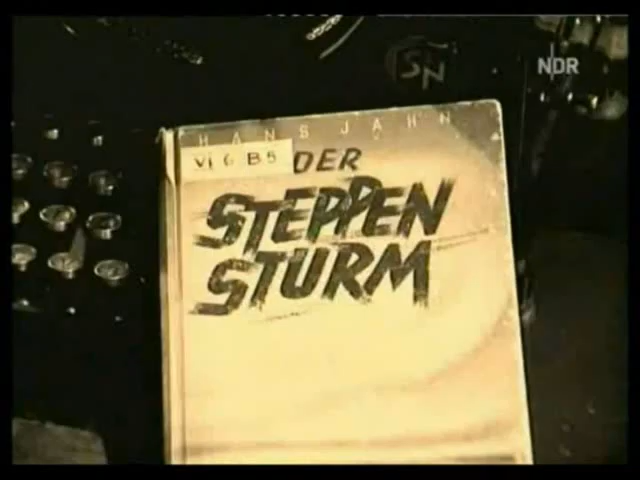 NDR
SN
HANS JAHN
VI 6 B5
DER
STEPPEN
STURM